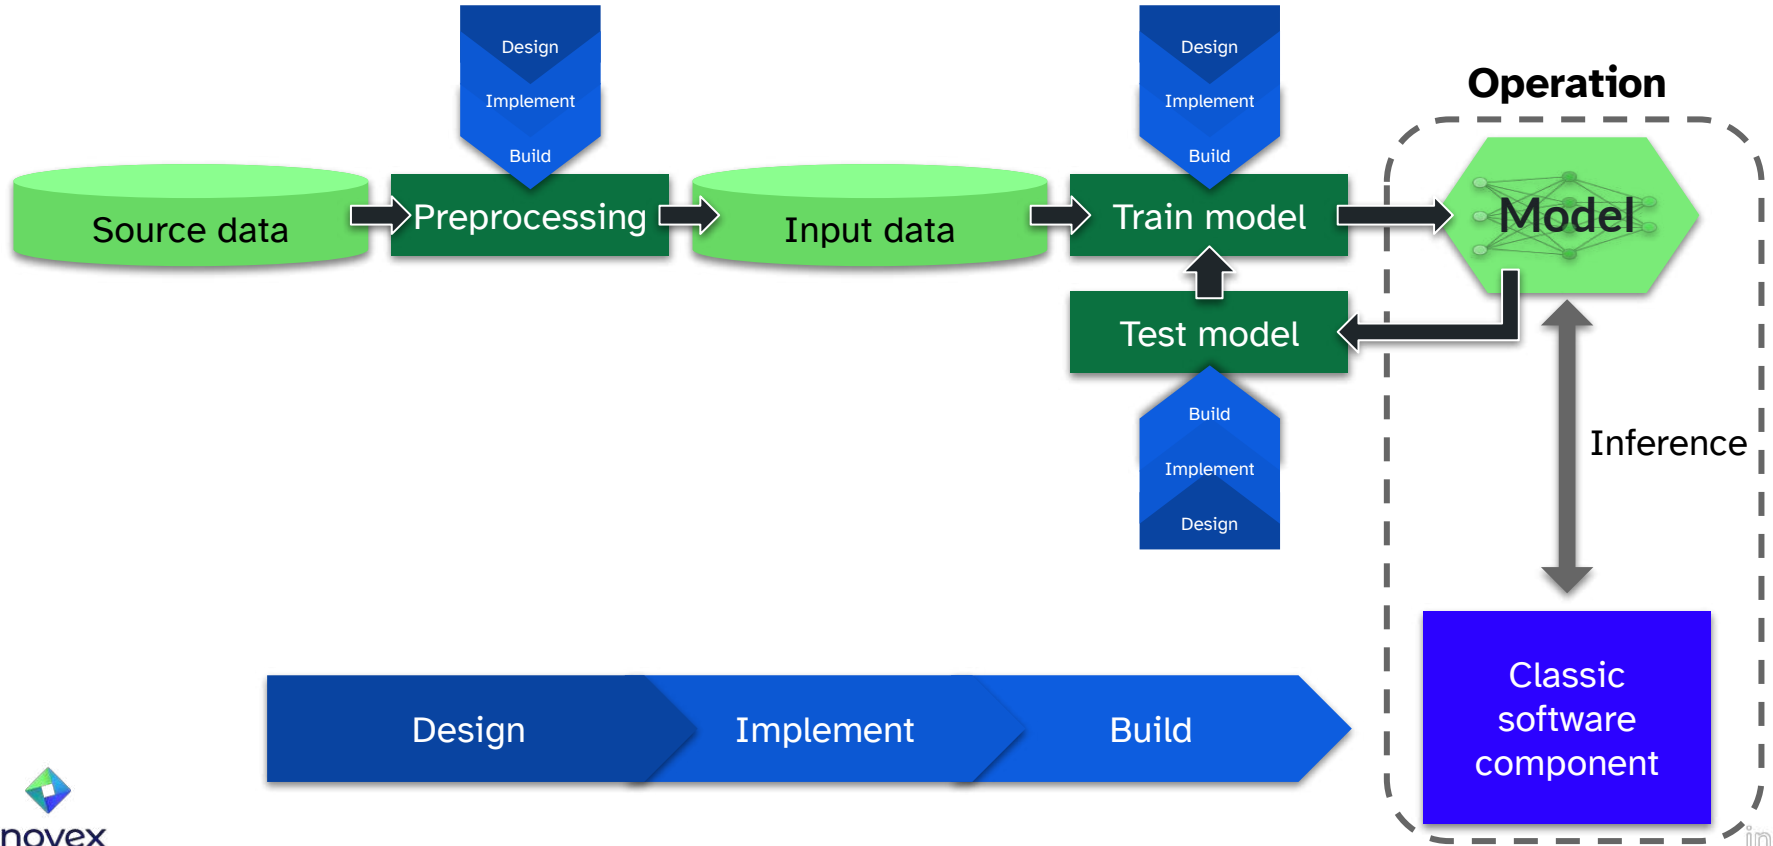 Design
Implement
Build
Design
Implement
Build
Operation
Source data
Preprocessing
Input data
Train model
Model
Test model
Build
Implement
Design
Inference
Design
Implement
Build
Classic
software
component
novex
in